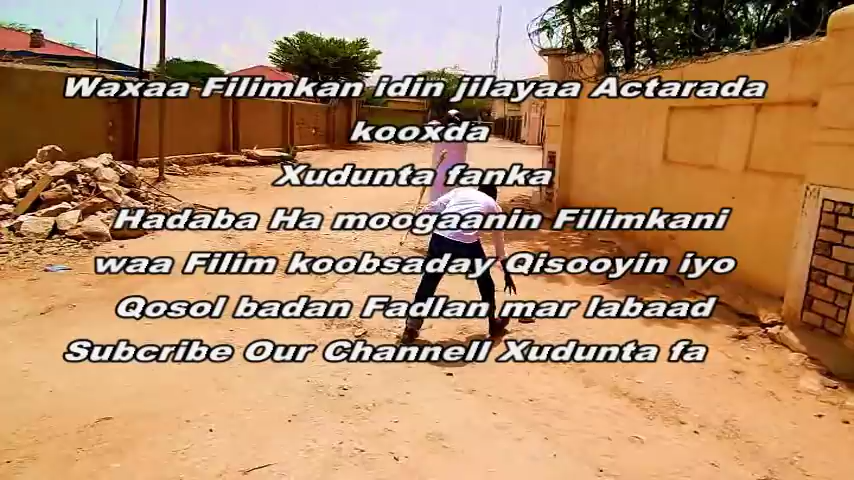 Waxaa Filimkan idin jilayaa Actarada
kooxda
Xudunta fanka
Hadaba Ha moogaanin Filimkani
waa Filim koobsaday Qisooyin iyo
Qosol badan Fadlan mar labaad
Subcribe Our Channell Xudunta fa